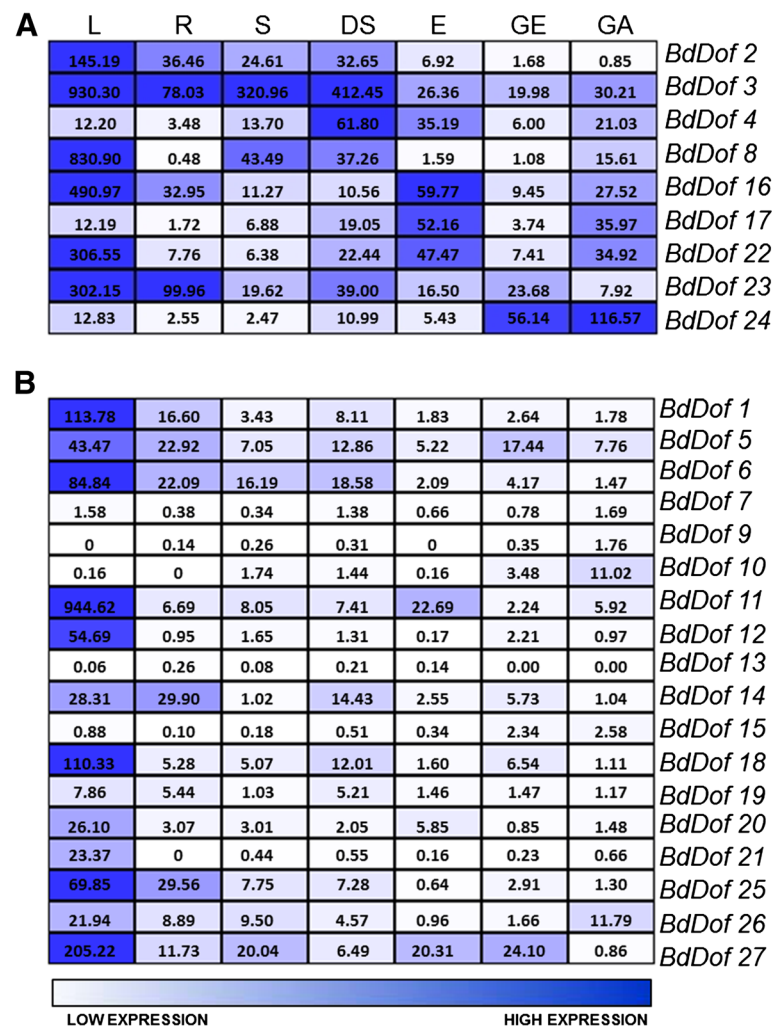 A L R S DS E GE GA
145.19 36.46 24.61 32.65 6.92 1.68 0.85 BdDof 2
930.30 78.03 320.96 412.45 26.36 19.98 30.21 BdDof 3
12.20 3.48 13.70 61.80 35.19 6.00 21.03 BdDof 4
830.90 0.48 43.49 37.26 1.59 1.08 15.61 BdDof 8
490.97 32.95 11.27 10.56 59.77 9.45 27.52 BdDof 16
12.19 1.72 6.88 19.05 52.16 3.74 35.97 BdDof 17
306.55 7.76 6.38 22.44 47.47 7.41 34.92 BdDof 22
302.15 99.96 19.62 39.00 16.50 23.68 7.92 BdDof 23
12.83 2.55 2.47 10.99 5.43 56.14 116.57 BdDof 24
B
113.78 16.60 3.43 8.11 1.83 2.64 1.78 BdDof 1
43.47 22.92 7.05 12.86 5.22 17.44 7.76 BdDof 5
84.84 22.09 16.19 18.58 2.09 4.17 1.47 BdDof 6
1.58 0.38 0.34 1.38 0.66 0.78 1.69 BdDof 7
0 0.14 0.26 0.31 0 0.35 1.76 BdDof 9
0.16 0 1.74 1.44 0.16 3.48 11.02 BdDof 10
944.62 6.69 8.05 7.41 22.69 2.24 5.92 BdDof 11
54.69 0.95 1.65 1.31 0.17 2.21 0.97 BdDof 12
0.06 0.26 0.08 0.21 0.14 0.00 0.00 BdDof 13
28.31 29.90 1.02 14.43 2.55 5.73 1.04 BdDof 14
0.88 0.10 0.18 0.51 0.34 2.34 2.58 BdDof 15
110.33 5.28 5.07 12.01 1.60 6.54 1.11 BdDof 18
7.86 5.44 1.03 5.21 1.46 1.47 1.17 BdDof 19
26.10 3.07 3.01 2.05 5.85 0.85 1.48 BdDof 20
23.37 0 0.44 0.55 0.16 0.23 0.66 BdDof 21
69.85 29.56 7.75 7.28 0.64 2.91 1.30 BdDof 25
21.94 8.89 9.50 4.57 0.96 1.66 11.79 BdDof 26
205.22 11.73 20.04 6.49 20.31 24.10 0.86 BdDof 27
LOW EXPRESSION HIGH EXPRESSION